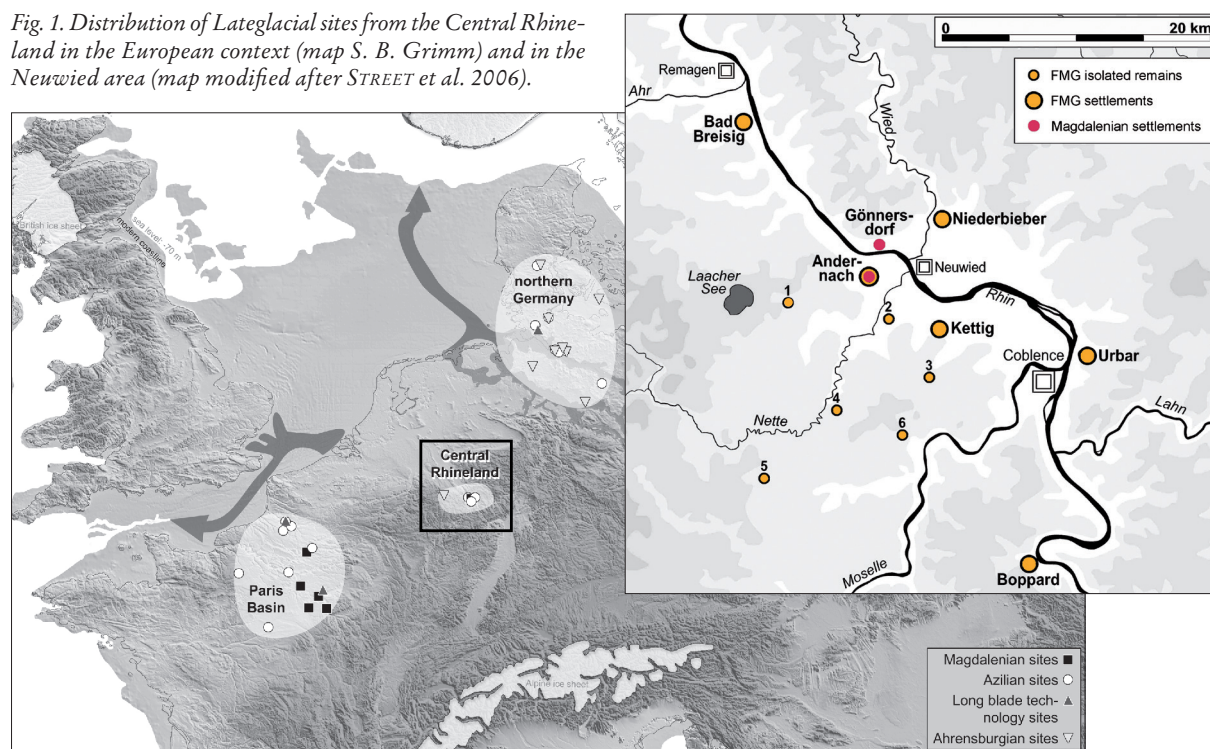 Fig. 1. Distribution of Lateglacial sites from the Central Rhine-
land in the European context (map S. B. Grimm) and in the
Neuwied area (map modified after STREET et al. 2006).
British ice sheet
sea level: -70 m
modern coastline
northern
Germany
Central
Rhineland
Paris
Basin
Alpine ice sheet
Magdalenian sites
Azilian sites
Long blade tech-
nology sites
Ahrensburgian sites
0 20 km
FMG isolated remains
FMG settlements
Magdalenian settlements
Remagen
Ahr
Bad
Breisig
Wied
Gönners-
dorf
Niederbieber
Ander-
nach
Neuwied
Laacher
See
1
2
Rhin
Kettig
Coblence
Urbar
3
4
Nette
6
Lahn
5
Moselle
Boppard